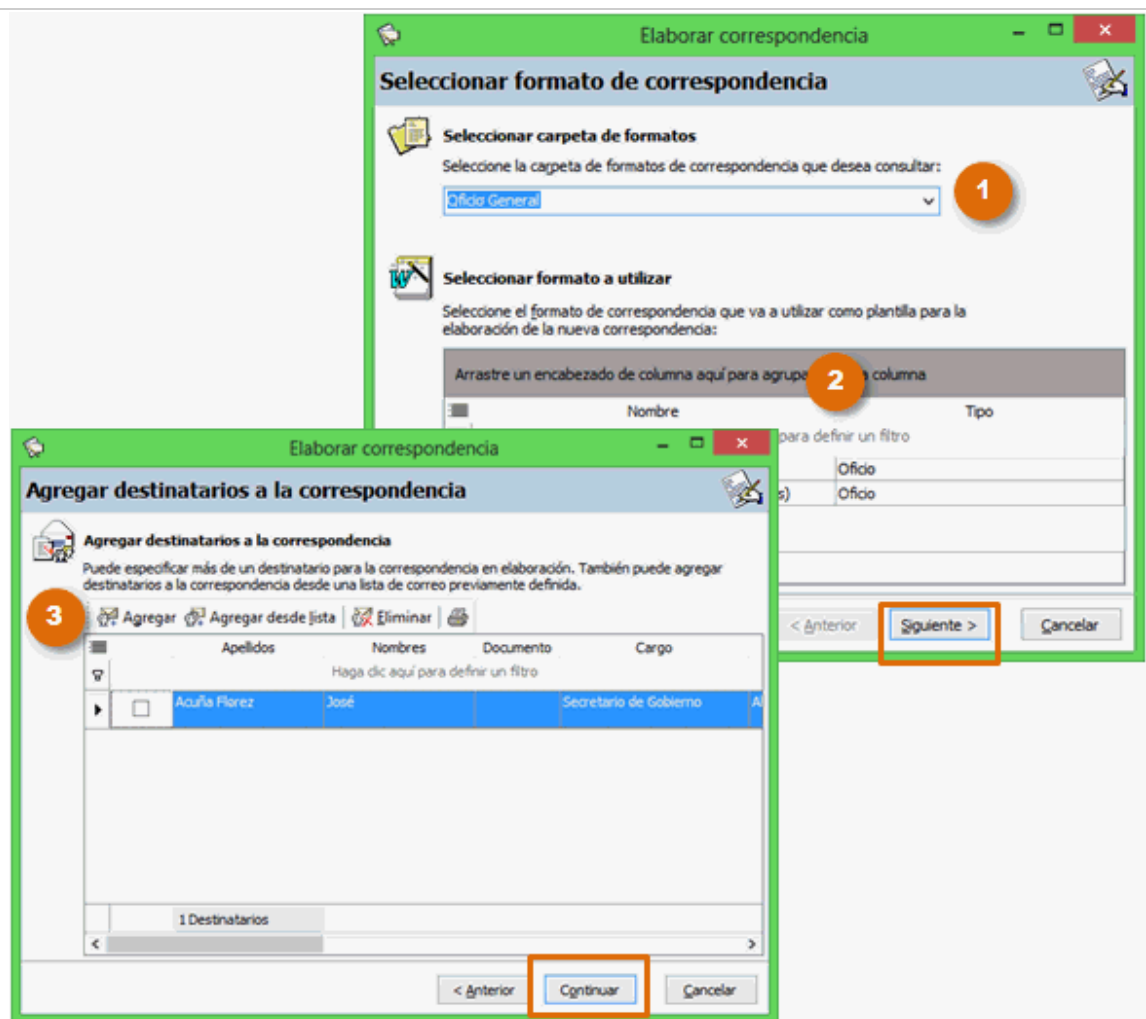 Elaborar correspondencia
Seleccionar formato de correspondencia
Seleccionar carpeta de formatos
Seleccione la carpeta de formatos de correspondencia que desea consultar:
Oficio General
1
Seleccionar formato a utilizar
Seleccione el formato de correspondencia que va a utilizar como plantilla para la
elaboración de la nueva correspondencia:
Arrastre un encabezado de columna aquí para agrupa
2
columna
Nombre Tipo
para definir un filtro
Oficio
s) Oficio
< Anterior Siguiente > Cancelar
Elaborar correspondencia
Agregar destinatarios a la correspondencia
Agregar destinatarios a la correspondencia
Puede especificar más de un destinatario para la correspondencia en elaboración. También puede agregar
destinatarios a la correspondencia desde una lista de correo previamente definida.
3
Agregar Agregar desde lista Eliminar
Apellidos Nombres Documento Cargo
Haga clic aquí para definir un filtro
Acuña Florez José Secretario de Gobierno Al
1 Destinatarios
< Anterior Continuar Cancelar